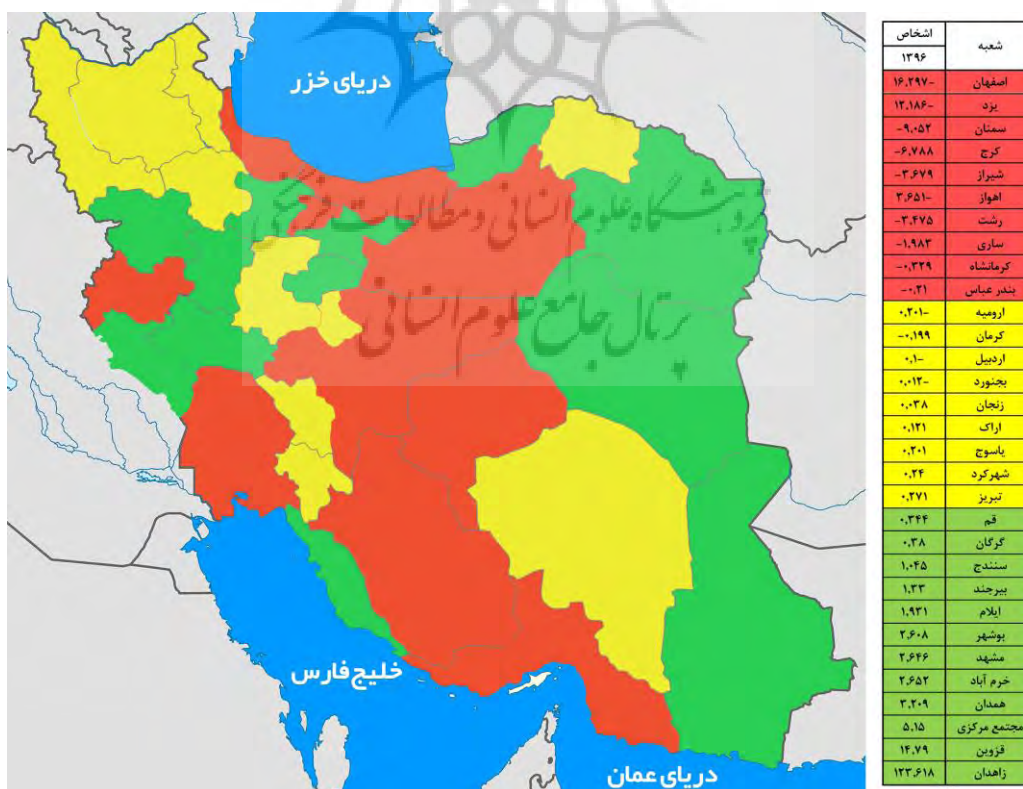 دریای خزر
پژوهشگاه علوم انسانی و مطالعات فرهنگی
پرتال جامع علوم انسانی
خلیج فارس
دریای عمان
شعبه اشخاص
۱۳۹۶
اصفهان ۱۶.۲۹۷-
یزد ۱۲.۱۸۶-
سمنان -۹.۰۵۲
کرج -۶.۷۸۸
شیراز -۳.۶۷۹
اهواز ۳.۶۵۱-
رشت -۳.۴۷۵
ساری -۱.۹۸۳
کرمانشاه -۰.۳۲۹
بندر عباس -۰.۲۱
ارومیه ۰.۲۰۱-
کرمان -۰.۱۹۹
اردبیل ۰.۱-
بجنورد ۰.۰۱۲-
زنجان ۰.۰۳۸
اراک ۰.۱۲۱
یاسوج ۰.۲۰۱
شهرکرد ۰.۲۴
تبریز ۰.۲۷۱
قم ۰.۳۴۴
گرگان ۰.۳۸
سنندج ۱.۰۴۵
بیرجند ۱.۳۳
ایلام ۱.۹۳۱
بوشهر ۲.۶۰۸
مشهد ۲.۶۴۶
خرم آباد ۲.۶۵۲
همدان ۳.۲۰۹
مجتمع مرکزی ۵.۱۵
قزوین ۱۴.۷۹
زاهدان ۱۲۳.۶۱۸